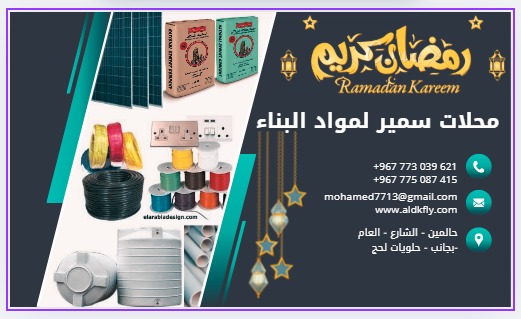 رمضان كريم
Ramadan Kareem
محلات سمير لمواد البناء
+967 773 039 621
+967 775 087 415
mohamed7713@gmail.com
www.aldkfly.com
حالمين - الشارع - العام
-بجانب - حلويات لحج
elarabiadesign.com